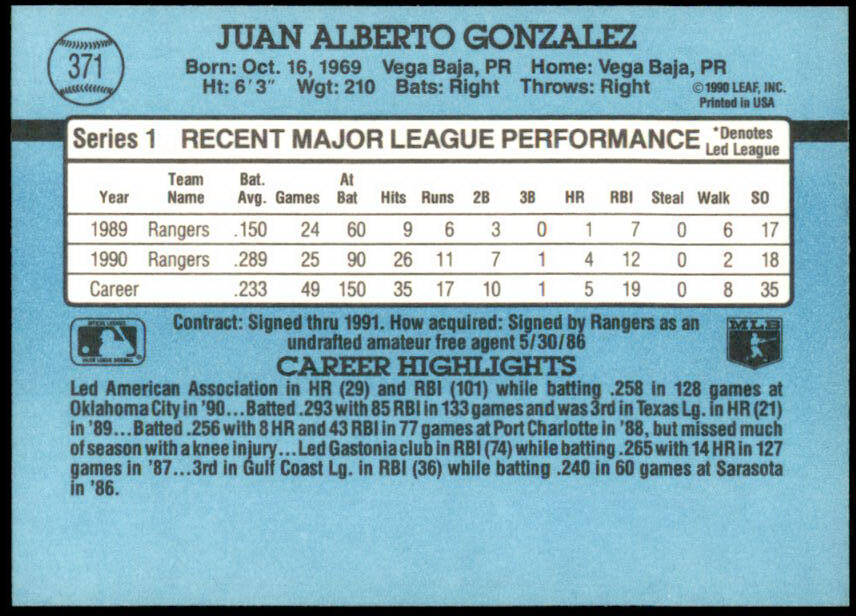 371
JUAN ALBERTO GONZALEZ
Born: Oct. 16, 1969 Vega Baja, PR Home: Vega Baja, PR
Ht: 6'3" Wgt: 210 Bats: Right Throws: Right
©1990 LEAF, INC.
Printed in USA
Series 1 RECENT MAJOR LEAGUE PERFORMANCE
*Denotes
Led League
Year Team Name Bat. Avg. Games At Bat Hits Runs 2B 3B HR RBI Steal Walk SO
1989 Rangers .150 24 60 9 6 3 0 1 7 0 6 17
1990 Rangers .289 25 90 26 11 7 1 4 12 0 2 18
Career .233 49 150 35 17 10 1 5 19 0 8 35
OFFICIAL LICENSEE
MAJOR LEAGUE BASEBALL
Contract: Signed thru 1991. How acquired: Signed by Rangers as an
undrafted amateur free agent 5/30/86
MLB
CAREER HIGHLIGHTS
Led American Association in HR (29) and RBI (101) while batting .258 in 128 games at
Oklahoma City in '90...Batted .293 with 85 RBI in 133 games and was 3rd in Texas Lg. in HR (21)
in '89...Batted .256 with 8 HR and 43 RBI in 77 games at Port Charlotte in '88, but missed much
of season with a knee injury...Led Gastonia club in RBI (74) while batting .265 with 14 HR in 127
games in '87...3rd in Gulf Coast Lg. in RBI (36) while batting .240 in 60 games at Sarasota
in '86.